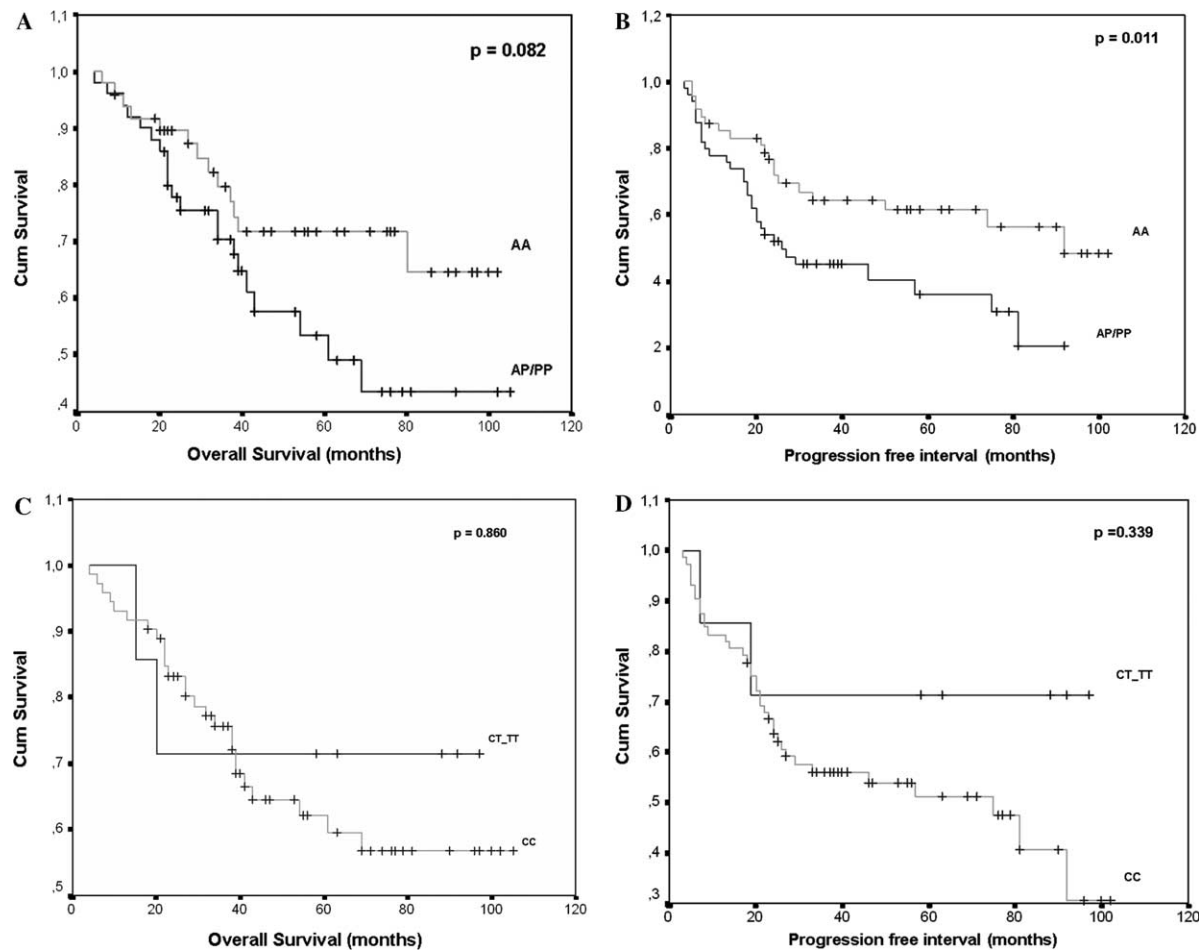 A
p = 0.082
Cum Survival
1,1
1,0
,9
,8
,7
,6
,5
,4
AA
AP/PP
0 20 40 60 80 100 120
Overall Survival (months)
B
p = 0.011
Cum Survival
1,2
1,0
,8
,6
,4
2
0
AA
AP/PP
0 20 40 60 80 100 120
Progression free interval (months)
C
p = 0.860
Cum Survival
1,1
1,0
,9
,8
,7
,6
,5
CT_TT
CC
0 20 40 60 80 100 120
Overall Survival (months)
D
p =0.339
Cum Survival
1,1
1,0
,9
,8
,7
,6
,5
,4
,3
CT_TT
CC
0 20 40 60 80 100 120
Progression free interval (months)